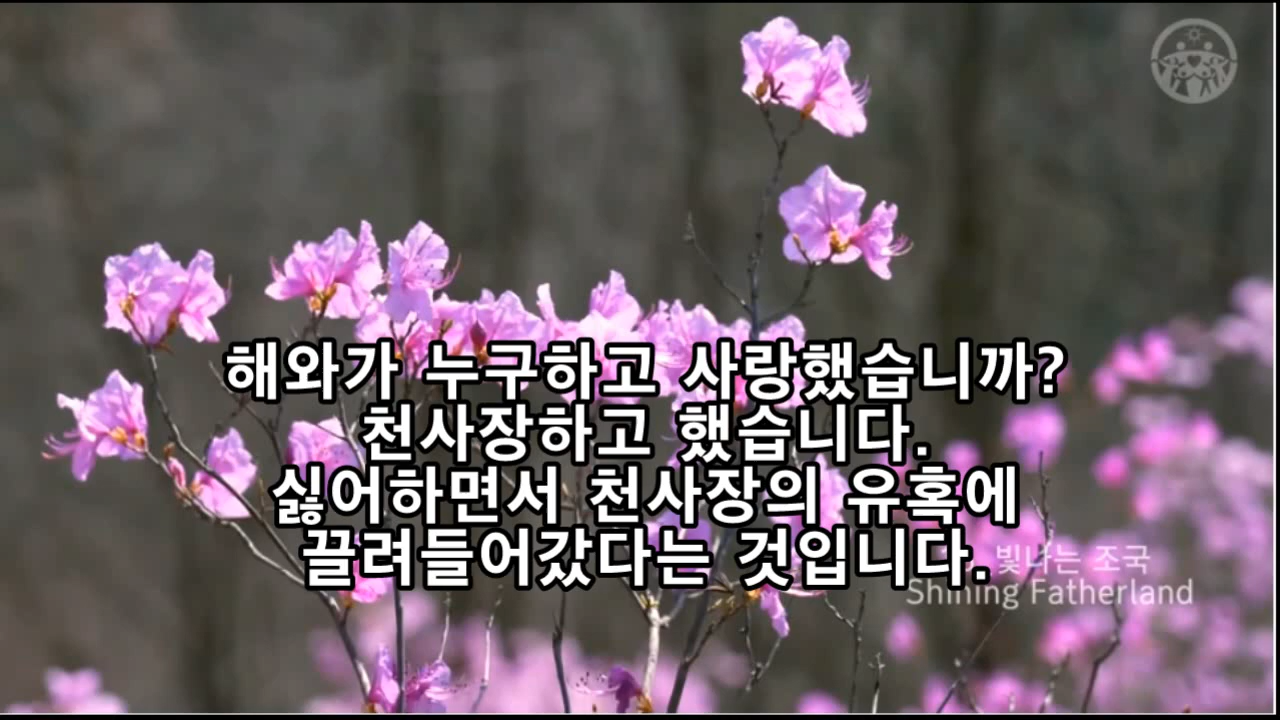 해와가 누구하고 사랑했습니까?
천사장하고 했습니다.
싫어하면서 천사장의 유혹에
끌려들어갔다는 것입니다.
빛나는 조국
Shining Fatherland